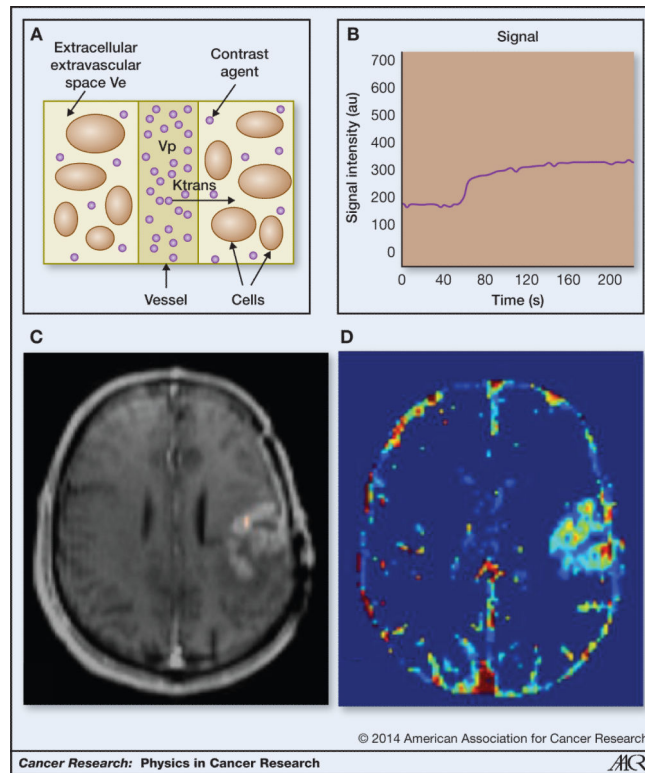 A
Extracellular
extravascular
space Ve
Contrast
agent
Vp
Ktrans
Vessel
Cells
B
Signal
Signal intensity (au)
700
600
500
400
300
200
100
0
0
40
80
120
160
200
Time (s)
C
D
© 2014 American Association for Cancer Research
Cancer Research: Physics in Cancer Research
AACR